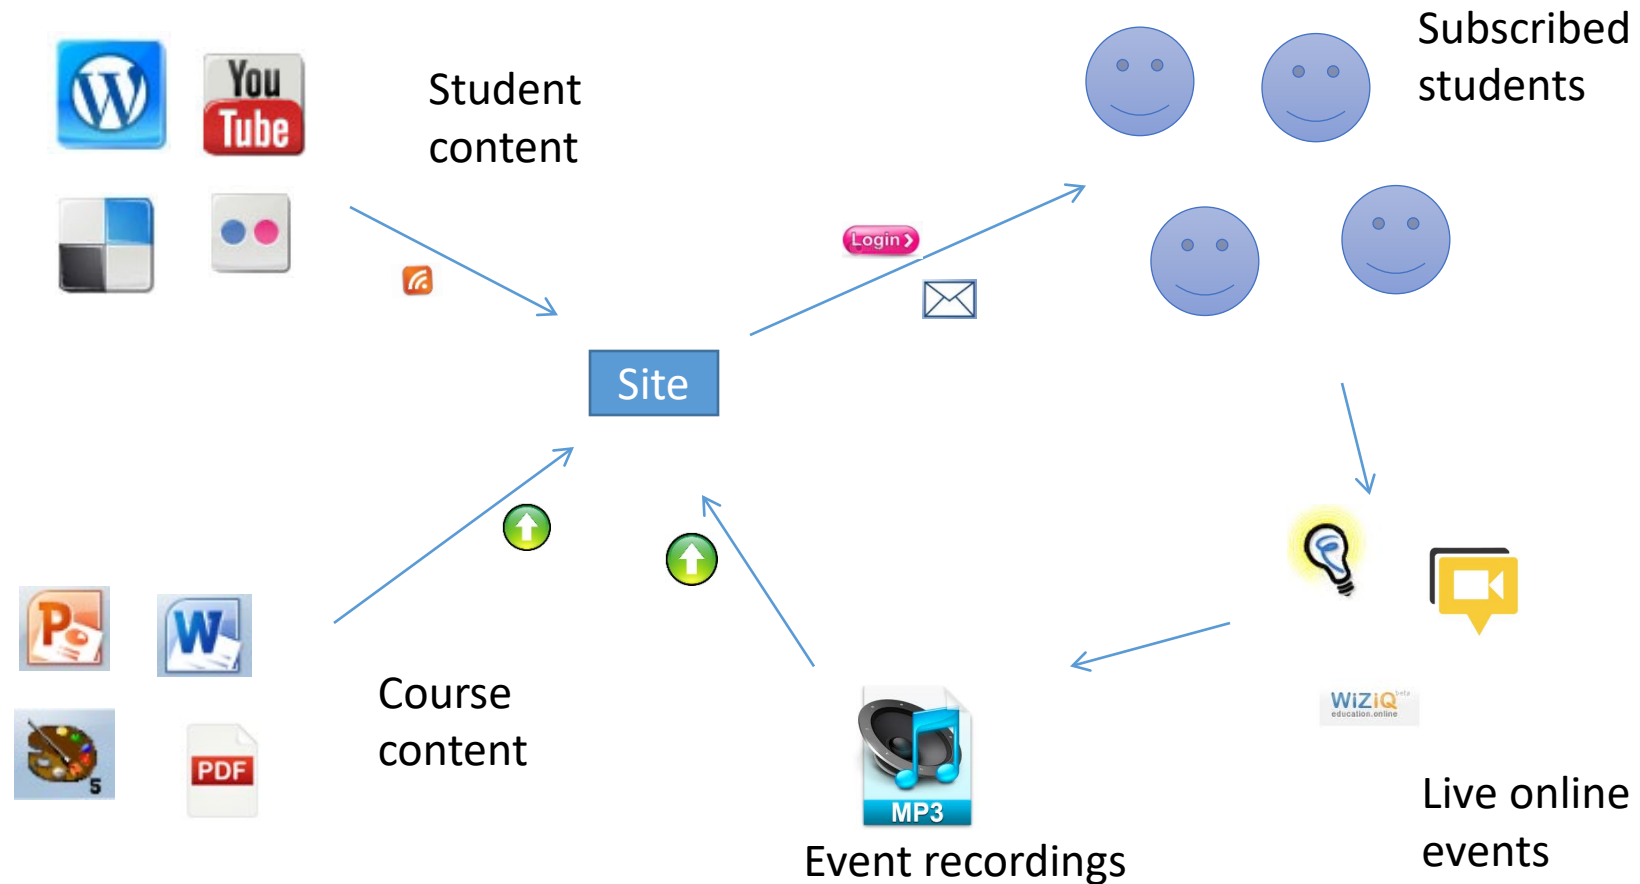 Subscribed
students
You
Tube
Student
content
Login
Site
Course
content
PDF
5
MP3
Event recordings
WiZiQ beta
education.online
Live online
events